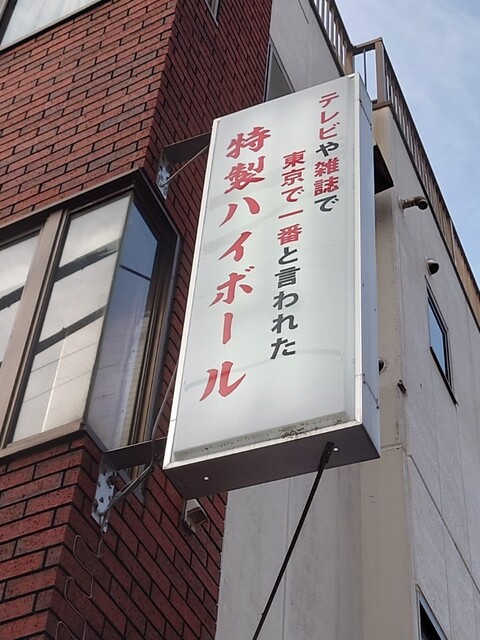 テレビや雑誌で
東京で一番と言われた
特製ハイボール